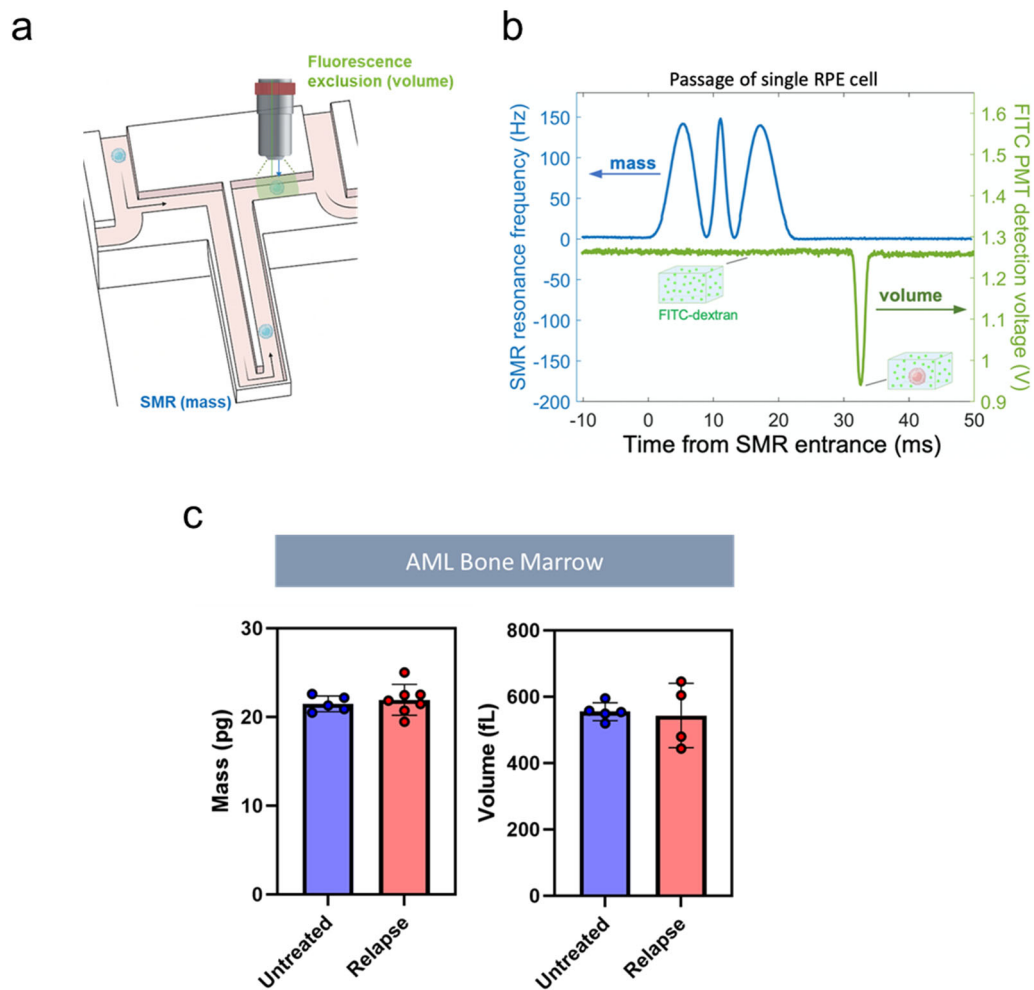 a
Fluorescence
exclusion (volume)
SMR (mass)
b
Passage of single RPE cell
SMR resonance frequency (Hz)
150
100
50
0
-50
-100
-150
-200
mass
FITC-dextran
volume
1.6
1.5
1.4
1.3
1.2
1.1
1
0.9
FITC PMT detection voltage (V)
-10
0
10
20
30
40
50
Time from SMR entrance (ms)
c
AML Bone Marrow
Mass (pg)
30
20
10
0
Untreated
Relapse
Volume (fL)
800
600
400
200
0
Untreated
Relapse